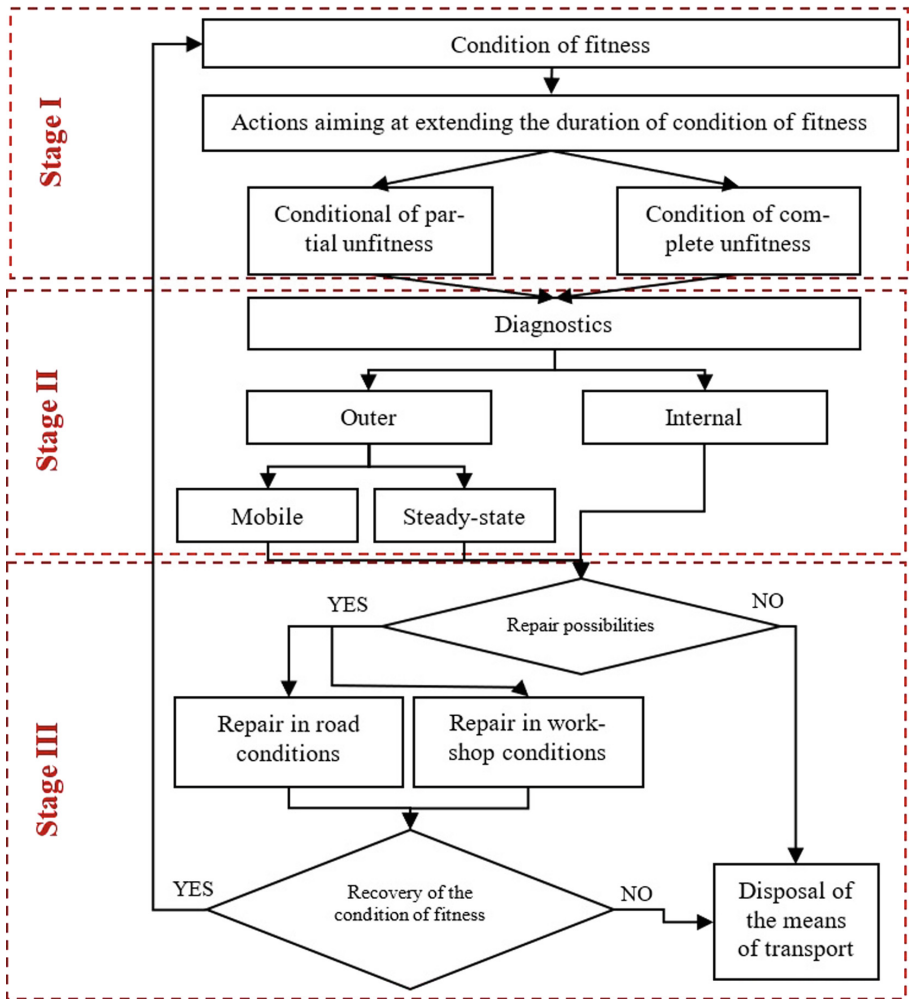 Stage I
Condition of fitness
Actions aiming at extending the duration of condition of fitness
Conditional of par-
tial unfitness
Condition of com-
plete unfitness
Stage II
Diagnostics
Outer
Internal
Mobile
Steady-state
Stage III
YES
NO
Repair possibilities
Repair in road
conditions
Repair in work-
shop conditions
YES
Recovery of the
condition of fitness
NO
Disposal of
the means
of transport